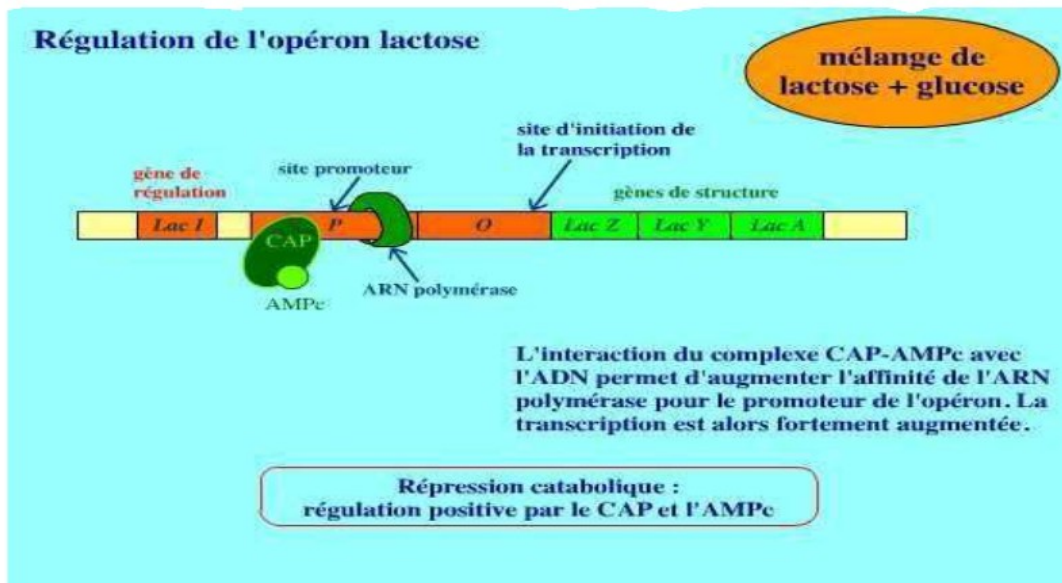 Régulation de l'opéron lactose
mélange de
lactose + glucose
site d'initiation de
la transcription
site promoteur
gène de
régulation
gènes de structure
Lac I
P
O
Lac Z
Lac Y
Lac A
CAP
AMPc
ARN polymérase
L'interaction du complexe CAP-AMPc avec
l'ADN permet d'augmenter l'affinité de l'ARN
polymérase pour le promoteur de l'opéron. La
transcription est alors fortement augmentée.
Répression catabolique :
régulation positive par le CAP et l'AMPc